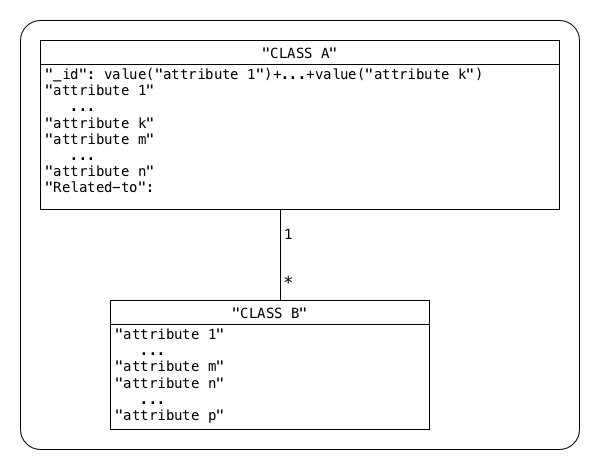 "CLASS A"
"_id": value("attribute 1")+...+value("attribute k")
"attribute 1"
...
"attribute k"
"attribute m"
...
"attribute n"
"Related-to":
1
*
"CLASS B"
"attribute 1"
...
"attribute m"
"attribute n"
...
"attribute p"